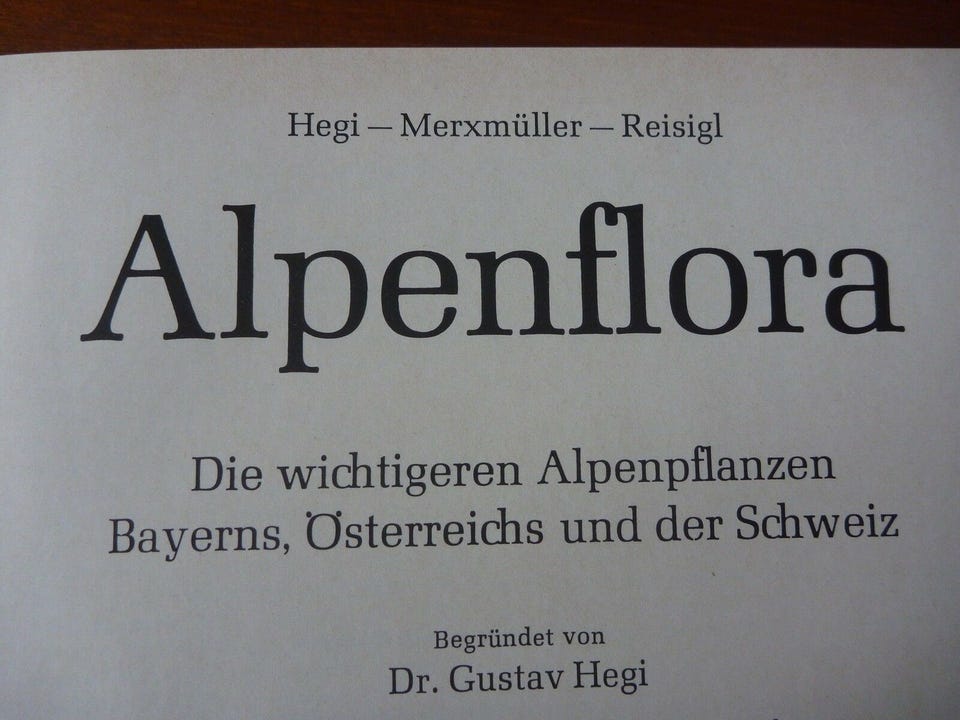 Hegi — Merxmüller — Reisigl
Alpenflora
Die wichtigeren Alpenpflanzen
Bayerns, Österreichs und der Schweiz
Begründet von
Dr. Gustav Hegi